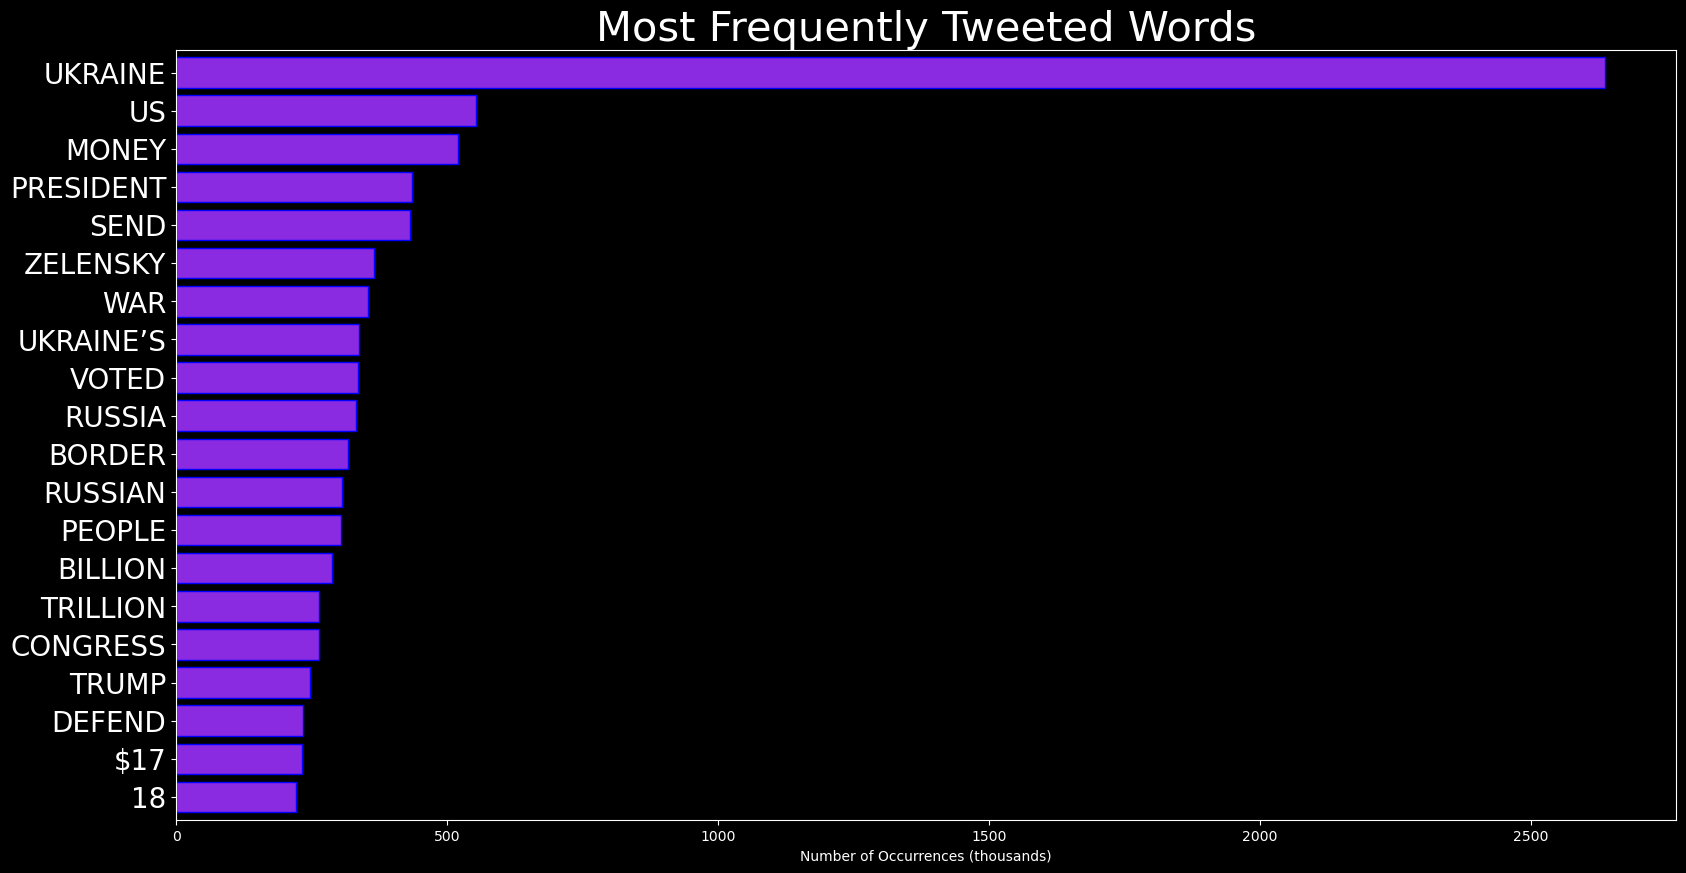 Most Frequently Tweeted Words
UKRAINE
US
MONEY
PRESIDENT
SEND
ZELENSKY
WAR
UKRAINE’S
VOTED
RUSSIA
BORDER
RUSSIAN
PEOPLE
BILLION
TRILLION
CONGRESS
TRUMP
DEFEND
$17
18
0 500 1000 1500 2000 2500
Number of Occurrences (thousands)